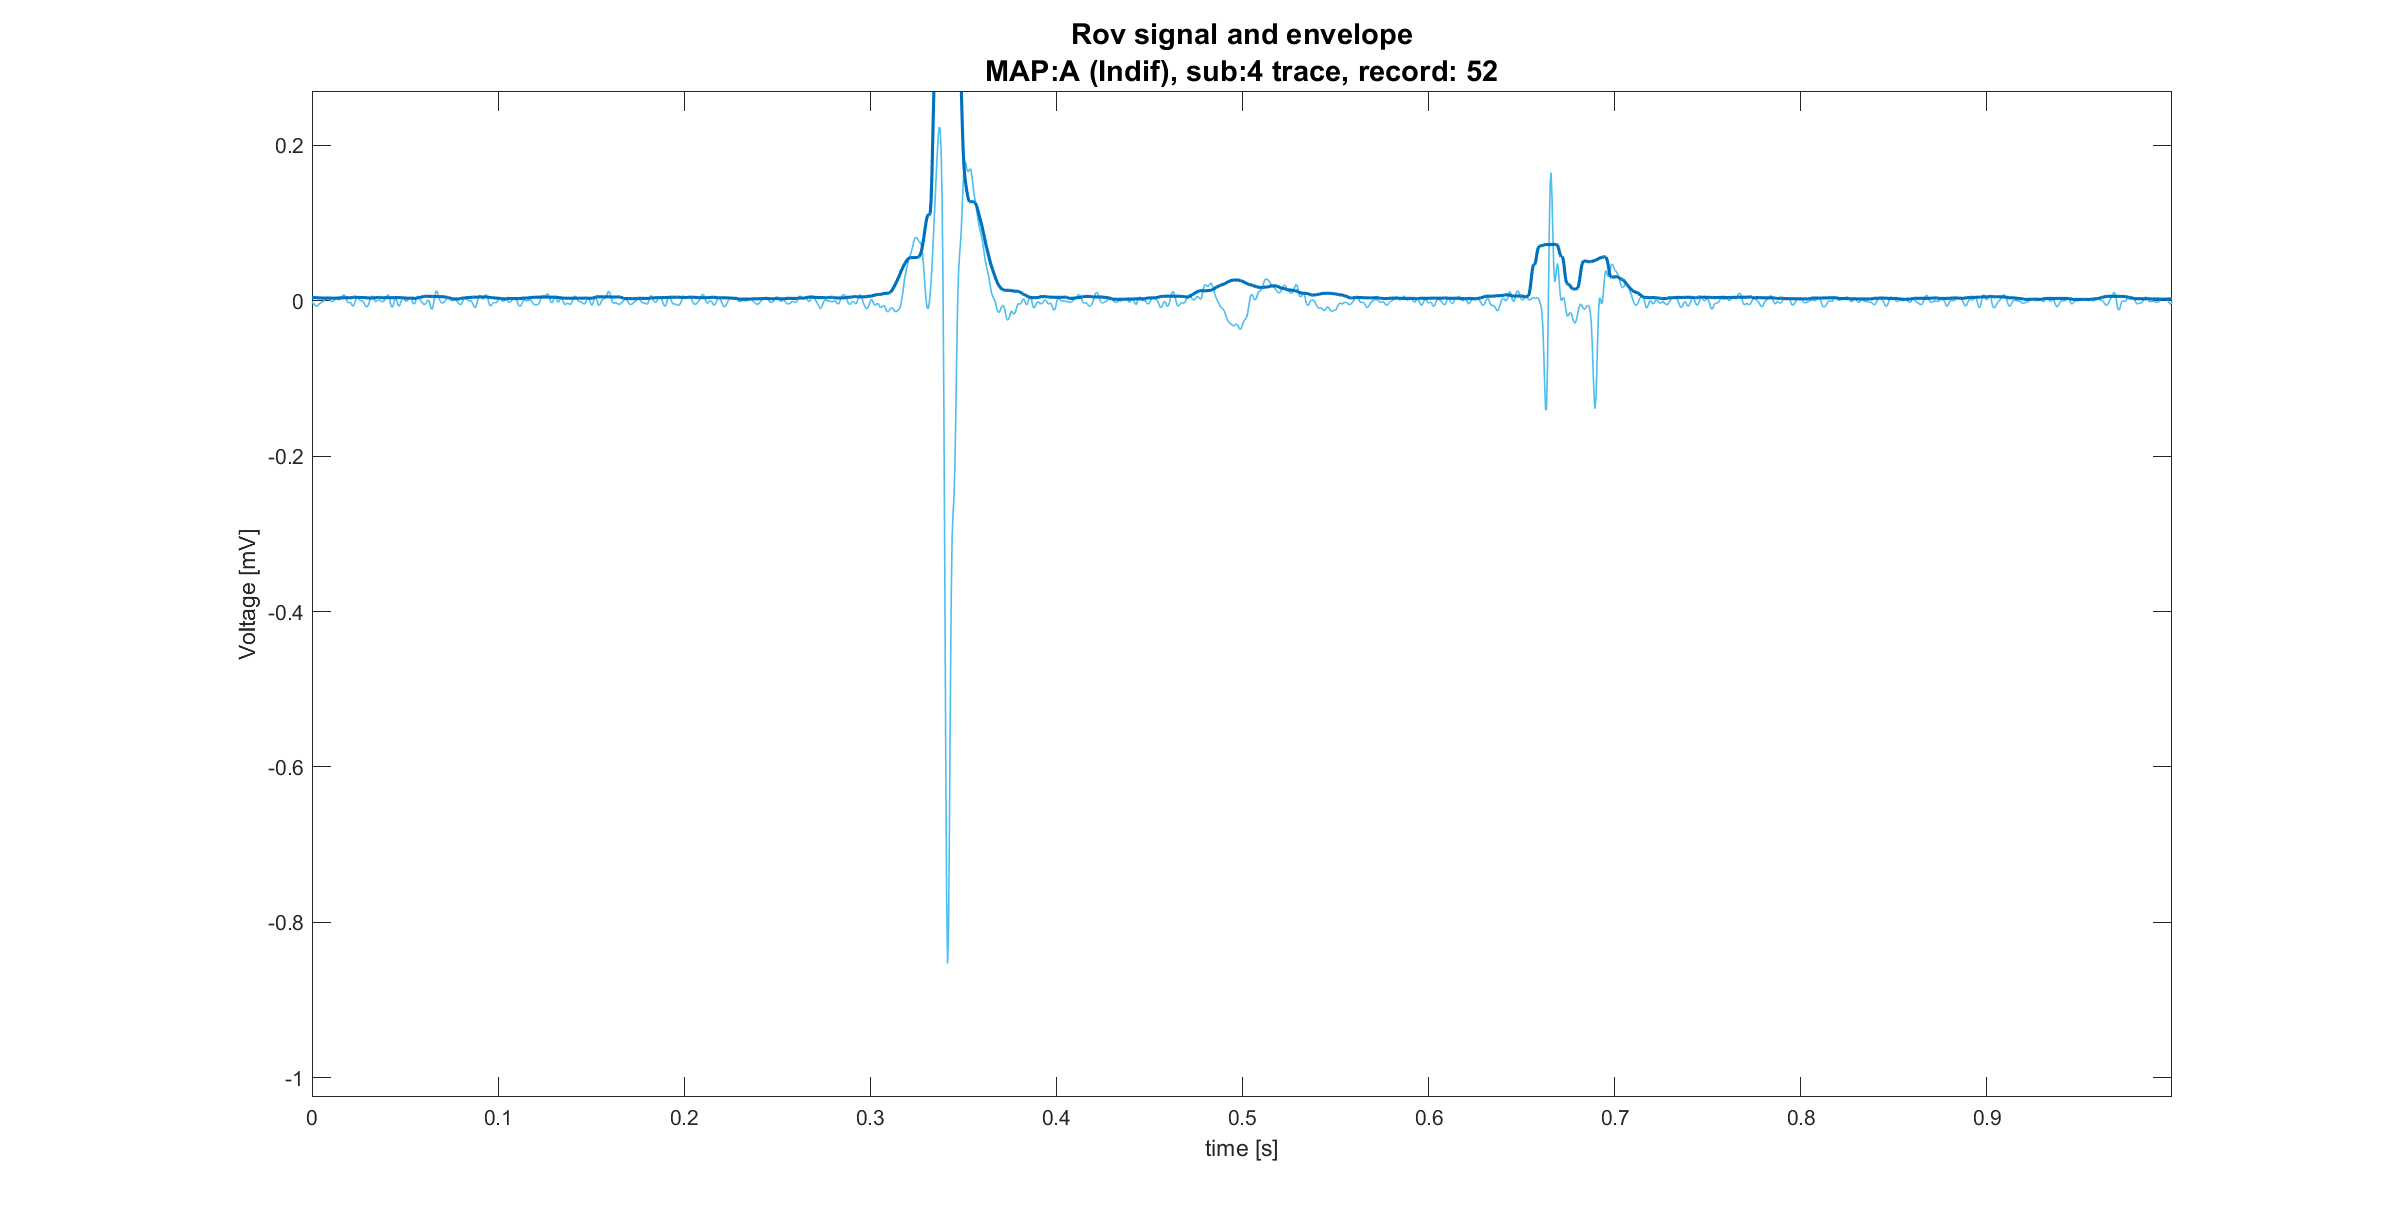 Rov signal and envelope
MAP:A (Indif), sub:4 trace, record: 52
0.2
0
-0.2
-0.4
-0.6
-0.8
-1
Voltage [mV]
0 0.1 0.2 0.3 0.4 0.5 0.6 0.7 0.8 0.9
time [s]